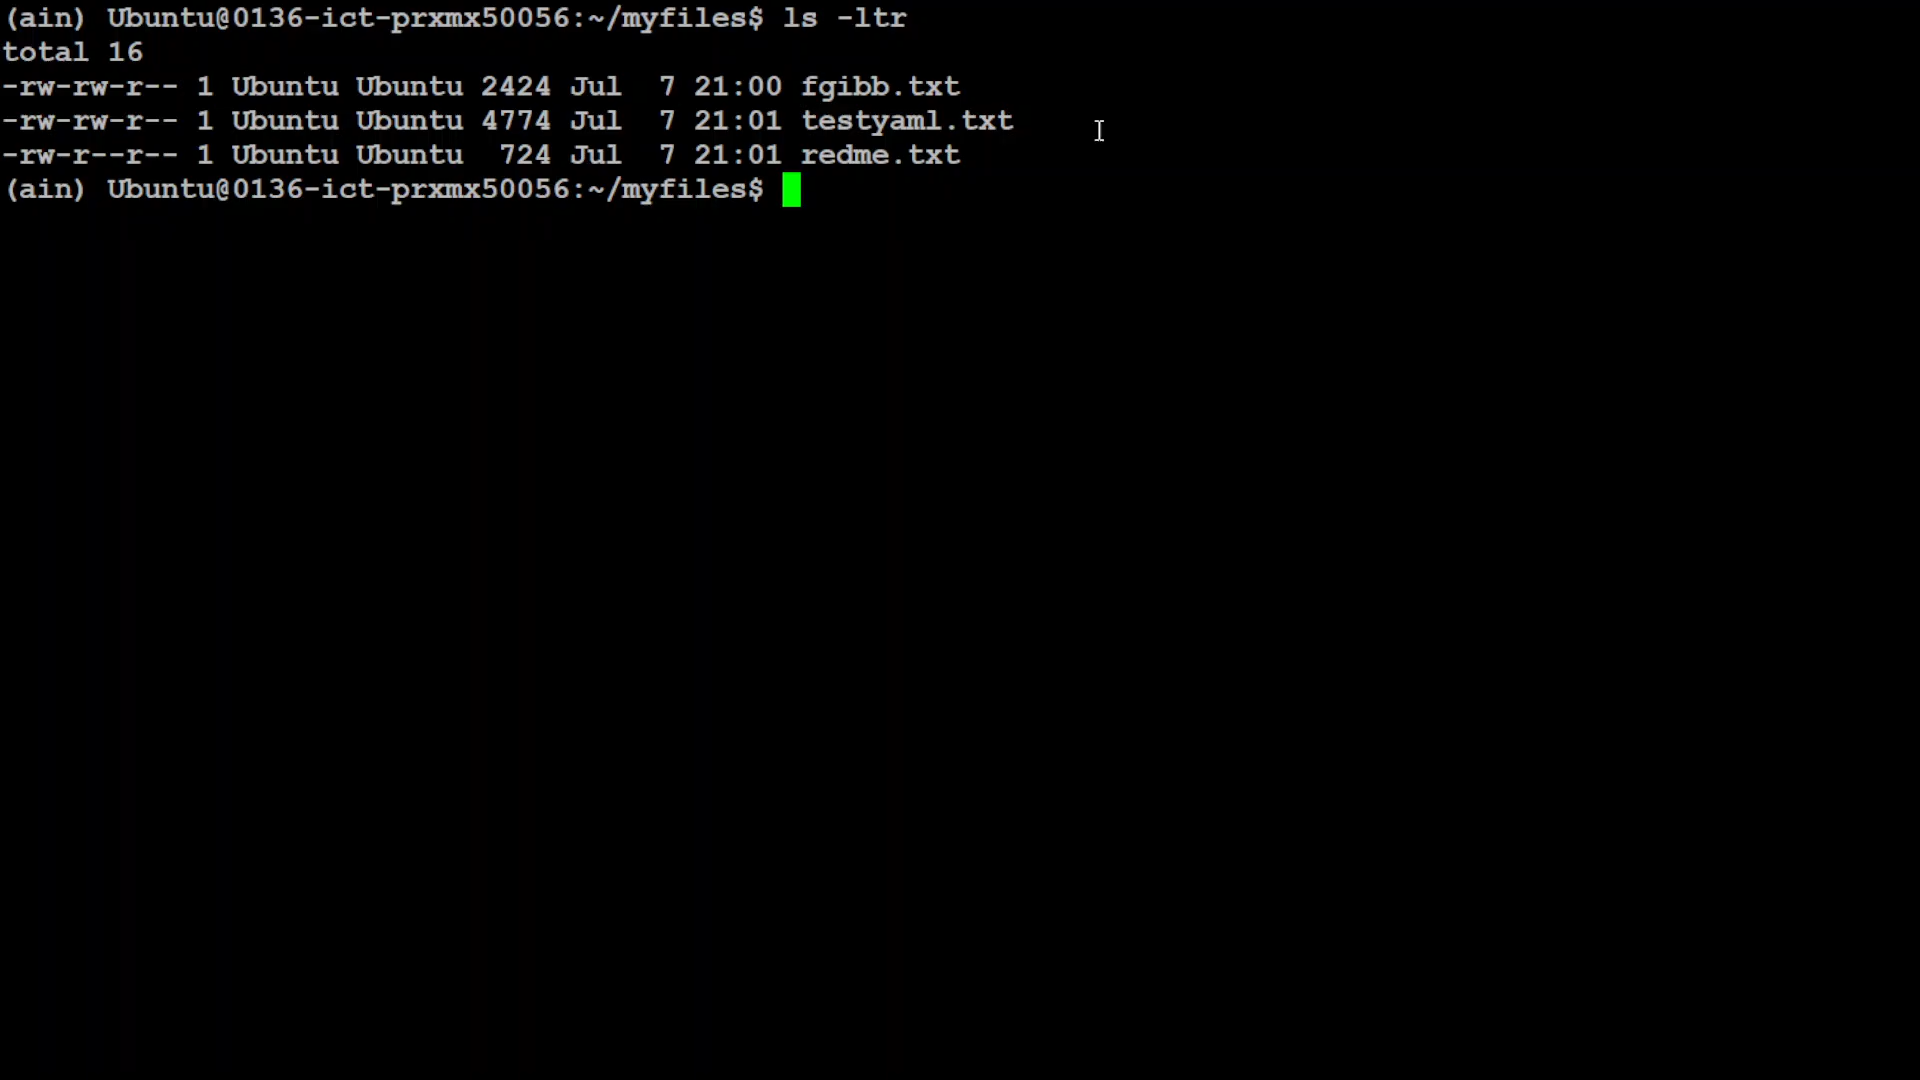 (ain) Ubuntu@0136-ict-prxmx50056:~/myfiles$ ls -ltr
total 16
-rw-rw-r-- 1 Ubuntu Ubuntu 2424 Jul  7 21:00 fgibb.txt
-rw-rw-r-- 1 Ubuntu Ubuntu 4774 Jul  7 21:01 testyaml.txt
-rw-r--r-- 1 Ubuntu Ubuntu  724 Jul  7 21:01 redme.txt
(ain) Ubuntu@0136-ict-prxmx50056:~/myfiles$